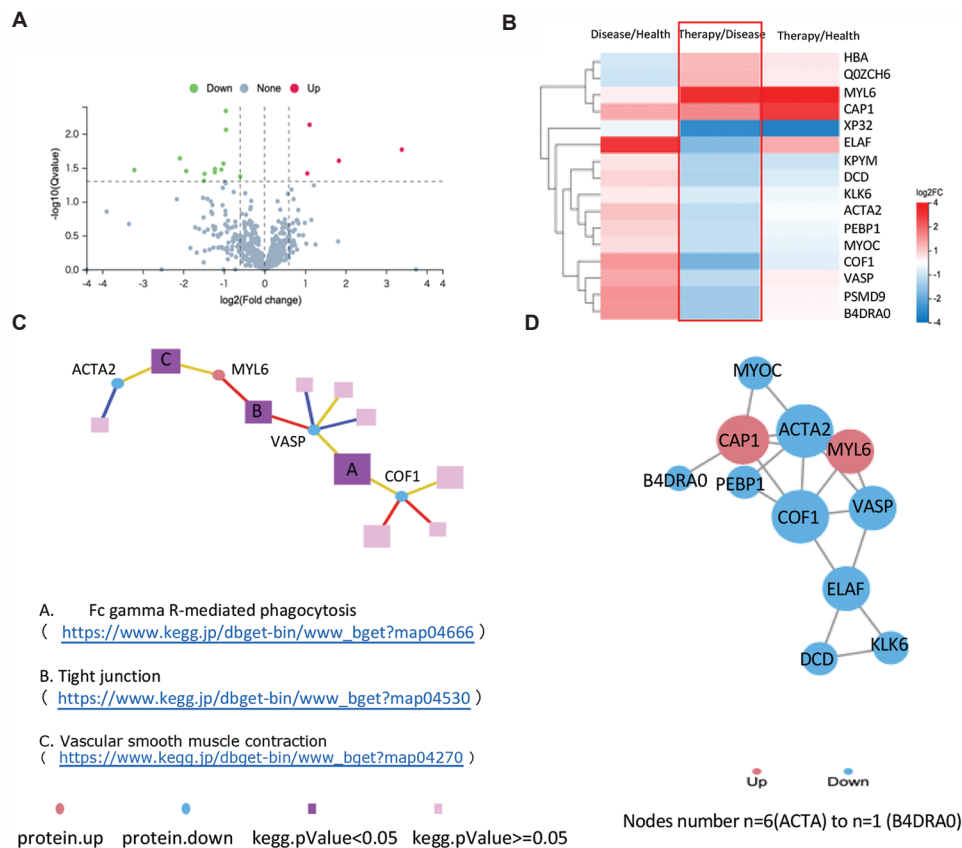 A
Down None Up
-log10(Qvalue)
2.0
1.5
1.0
0.5
0.0
-4 -4 -3 -2 -1 0 1 2 3 4 4
log2(Fold change)
B
Disease/Health Therapy/Disease Therapy/Health
HBA
Q0ZCH6
MYL6
CAP1
XP32
ELAF
KPYM
DCD
KLK6
ACTA2
PEBP1
MYOC
COF1
VASP
PSMD9
B4DRA0
log2FC
4
2
1
-1
-2
-4
C
ACTA2
C
MYL6
B
VASP
A
COF1
A. Fc gamma R-mediated phagocytosis
( https://www.kegg.jp/dbget-bin/www_bget?map04666 )
B. Tight junction
( https://www.kegg.jp/dbget-bin/www_bget?map04530 )
C. Vascular smooth muscle contraction
( https://www.kegg.jp/dbget-bin/www_bget?map04270 )
protein.up protein.down kegg.pValue<0.05 kegg.pValue>=0.05
D
MYOC
ACTA2
CAP1
MYL6
B4DRA0
PEBP1
COF1
VASP
ELAF
KLK6
DCD
Up Down
Nodes number n=6(ACTA) to n=1 (B4DRA0)